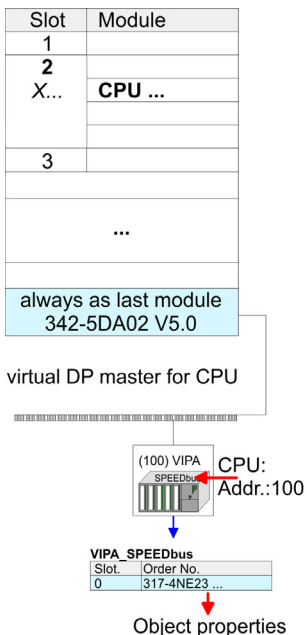 Slot Module
1
2
X... CPU ...
3
...
always as last module
342-5DA02 V5.0
virtual DP master for CPU
(100) VIPA
SPEEDbus
CPU:
Addr.:100
VIPA_SPEEDbus
Slot. Order No.
0 317-4NE23 ...
Object properties